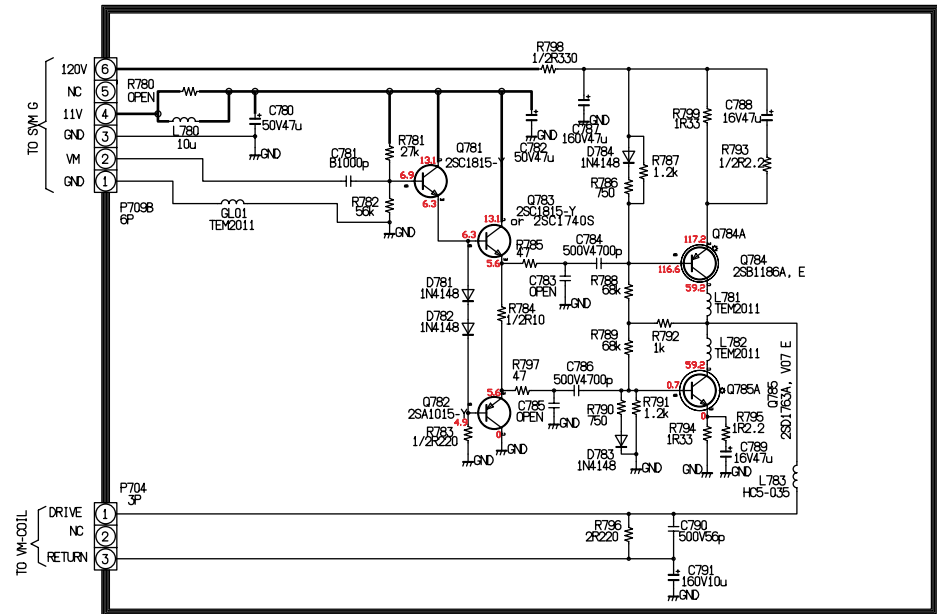 TO SVM G
120V
6
NC
5
11V
4
GND
3
VM
2
GND
1
P709B
6P
R780
OPEN
L780
10u
C780
50V47u
GND
GL01
TEM2011
C781
B1000p
R781
27k
R782
56k
GND
Q781
2SC1815-Y
13.1
6.9
6.3
R798
1/2R330
C782
50V47u
GND
C787
160V47u
GND
Q783
2SC1815-Y
or 2SC1740S
13.1
6.3
5.6
D784
1N4148
R786
750
R787
1.2k
R799
1R33
C788
16V47u
R793
1/2R2.2
R785
47
C784
500V4700p
C783
OPEN
GND
D781
1N4148
D782
1N4148
R784
1/2R10
R788
68k
R789
68k
R792
1k
Q784A
117.2
116.6
59.2
Q784
2SB1186A, E
L781
TEM2011
L782
TEM2011
59.2
0.7
0
Q785A
Q785
2SD1763A, V07 E
R797
47
C786
500V4700p
C785
OPEN
GND
Q782
2SA1015-Y
5.6
4.9
0
R783
1/2R220
GND
GND
R790
750
R791
1.2k
D783
1N4148
GND
R794
1R33
R795
1R2.2
C789
16V47u
GND
GND
L783
HC5-035
P704
3P
TO VM-COIL
DRIVE
1
NC
2
RETURN
3
R796
2R220
C790
500V56p
C791
160V10u
GND